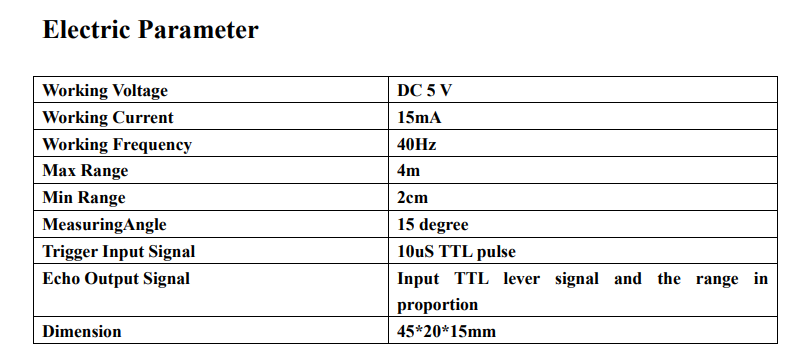 Electric Parameter
Working Voltage DC 5 V
Working Current 15mA
Working Frequency 40Hz
Max Range 4m
Min Range 2cm
MeasuringAngle 15 degree
Trigger Input Signal 10uS TTL pulse
Echo Output Signal Input TTL lever signal and the range in
proportion
Dimension 45*20*15mm